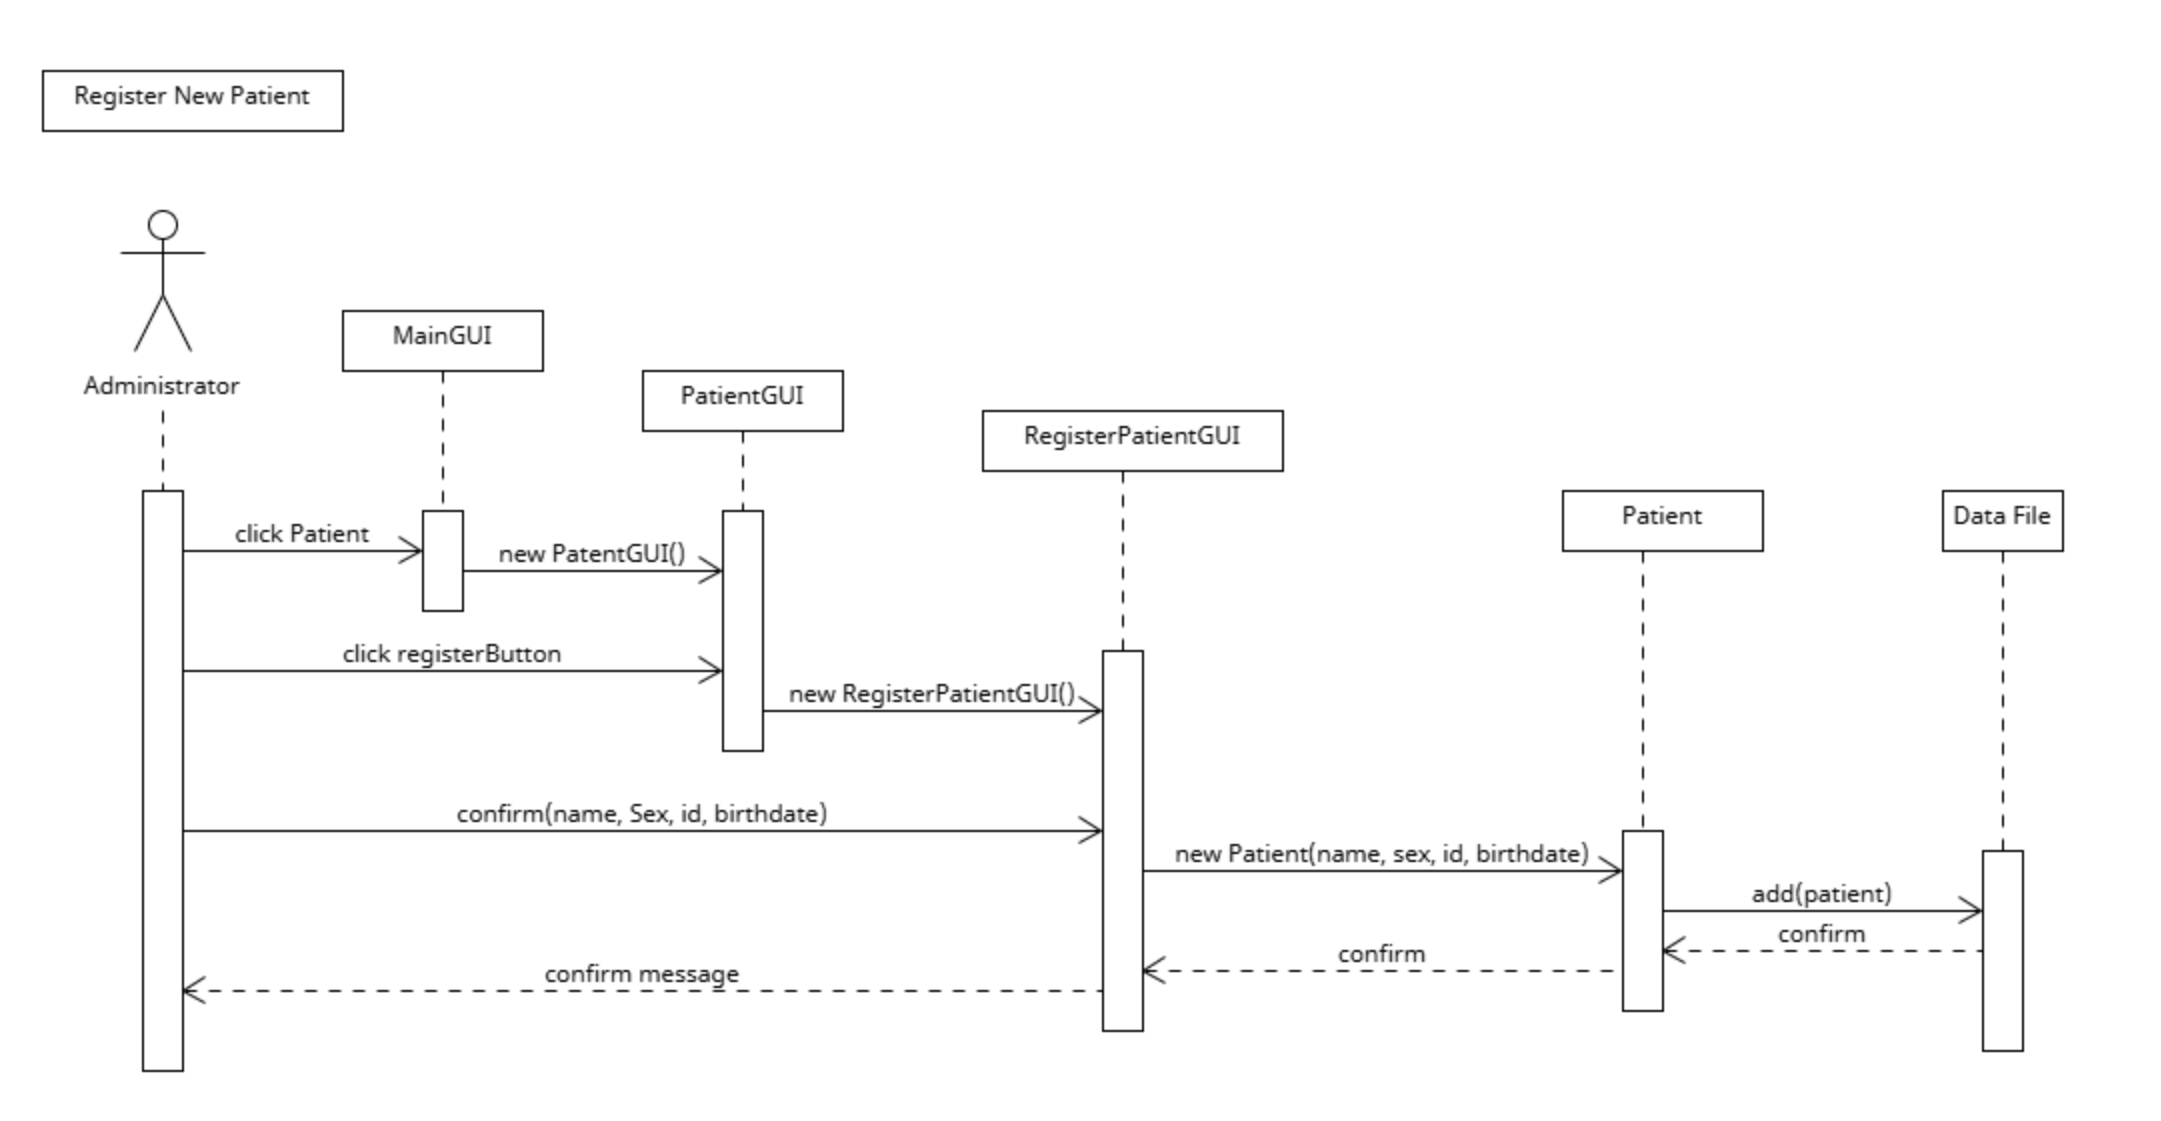 Register New Patient
Administrator
MainGUI
PatientGUI
RegisterPatientGUI
Patient
Data File
click Patient
new PatentGUI()
click registerButton
new RegisterPatientGUI()
confirm(name, Sex, id, birthdate)
new Patient(name, sex, id, birthdate)
add(patient)
confirm
confirm
confirm message